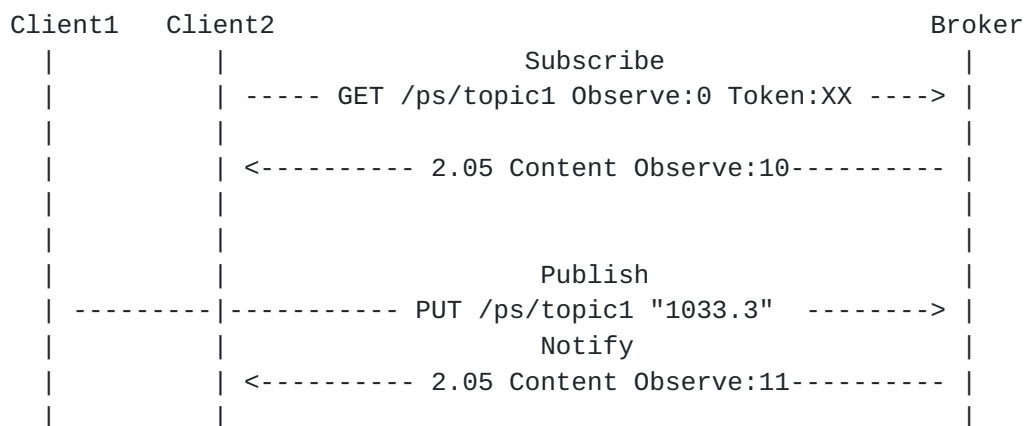 Client1   Client2                                          Broker
  |          |                  Subscribe                   |
  |          | ----- GET /ps/topic1 Observe:0 Token:XX ----> |
  |          |                                              |
  |          | <---------- 2.05 Content Observe:10---------- |
  |          |                                              |
  |          |                                              |
  |          |                   Publish                    |
  | ---------|----------- PUT /ps/topic1 "1033.3"  --------> |
  |          |                   Notify                     |
  |          | <---------- 2.05 Content Observe:11---------- |
  |          |                                              |